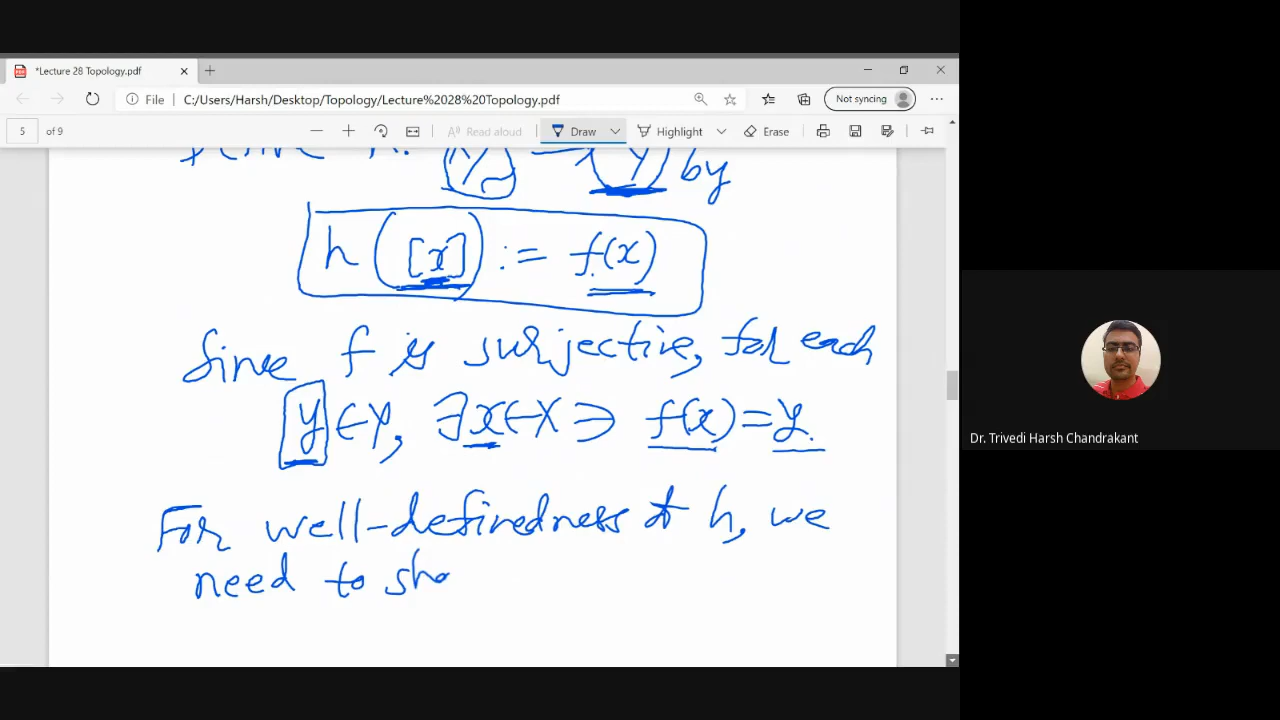 *Lecture 28 Topology.pdf
File
C:/Users/Harsh/Desktop/Topology/Lecture%2028%20Topology.pdf
Not syncing
5 of 9
Read aloud
Draw
Highlight
Erase
by
h([x]) := f(x)
Since f is surjective, for each
y∈Y, ∃x∈X ∋ f(x)=y.
For well-definedness of h, we
need to sho
Dr. Trivedi Harsh Chandrakant